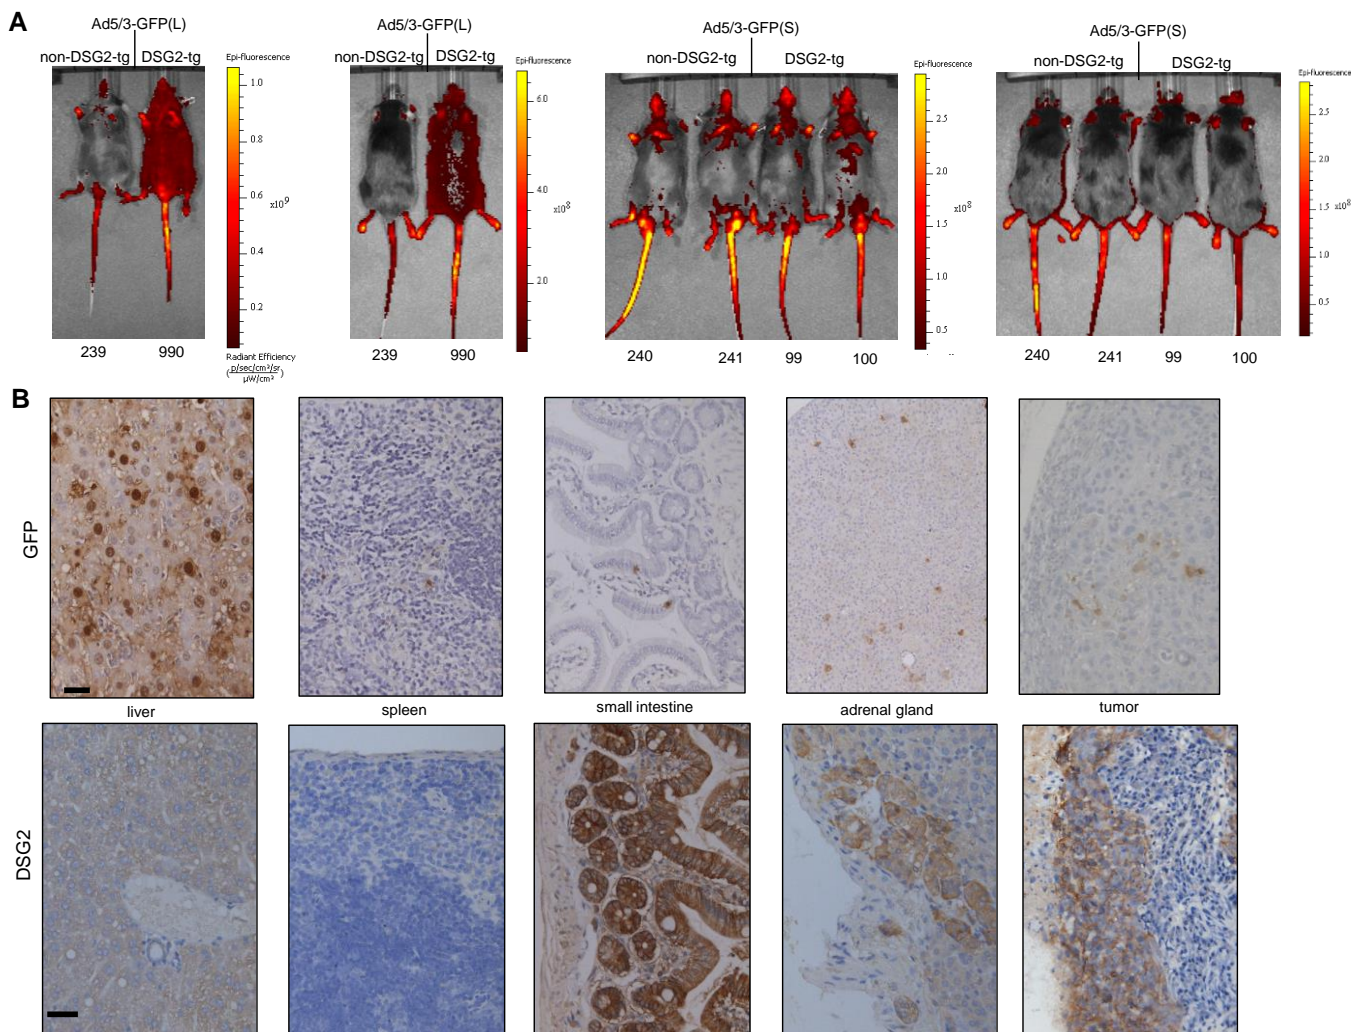 A
Ad5/3-GFP(L)
non-DSG2-tg DSG2-tg
Epi-fluorescence
1.0
0.8
0.6
x10⁹
0.4
0.2
Radiant Efficiency
(p/sec/cm²/sr / µW/cm²)
239 990
Ad5/3-GFP(L)
non-DSG2-tg DSG2-tg
Epi-fluorescence
6.0
4.0
x10⁸
2.0
239 990
Ad5/3-GFP(S)
non-DSG2-tg DSG2-tg
Epi-fluorescence
2.5
2.0
x10⁸
1.5
1.0
0.5
240 241 99 100
Ad5/3-GFP(S)
non-DSG2-tg DSG2-tg
Epi-fluorescence
2.5
2.0
x10⁸
1.5
1.0
0.5
240 241 99 100
B
GFP
liver spleen small intestine adrenal gland tumor
DSG2